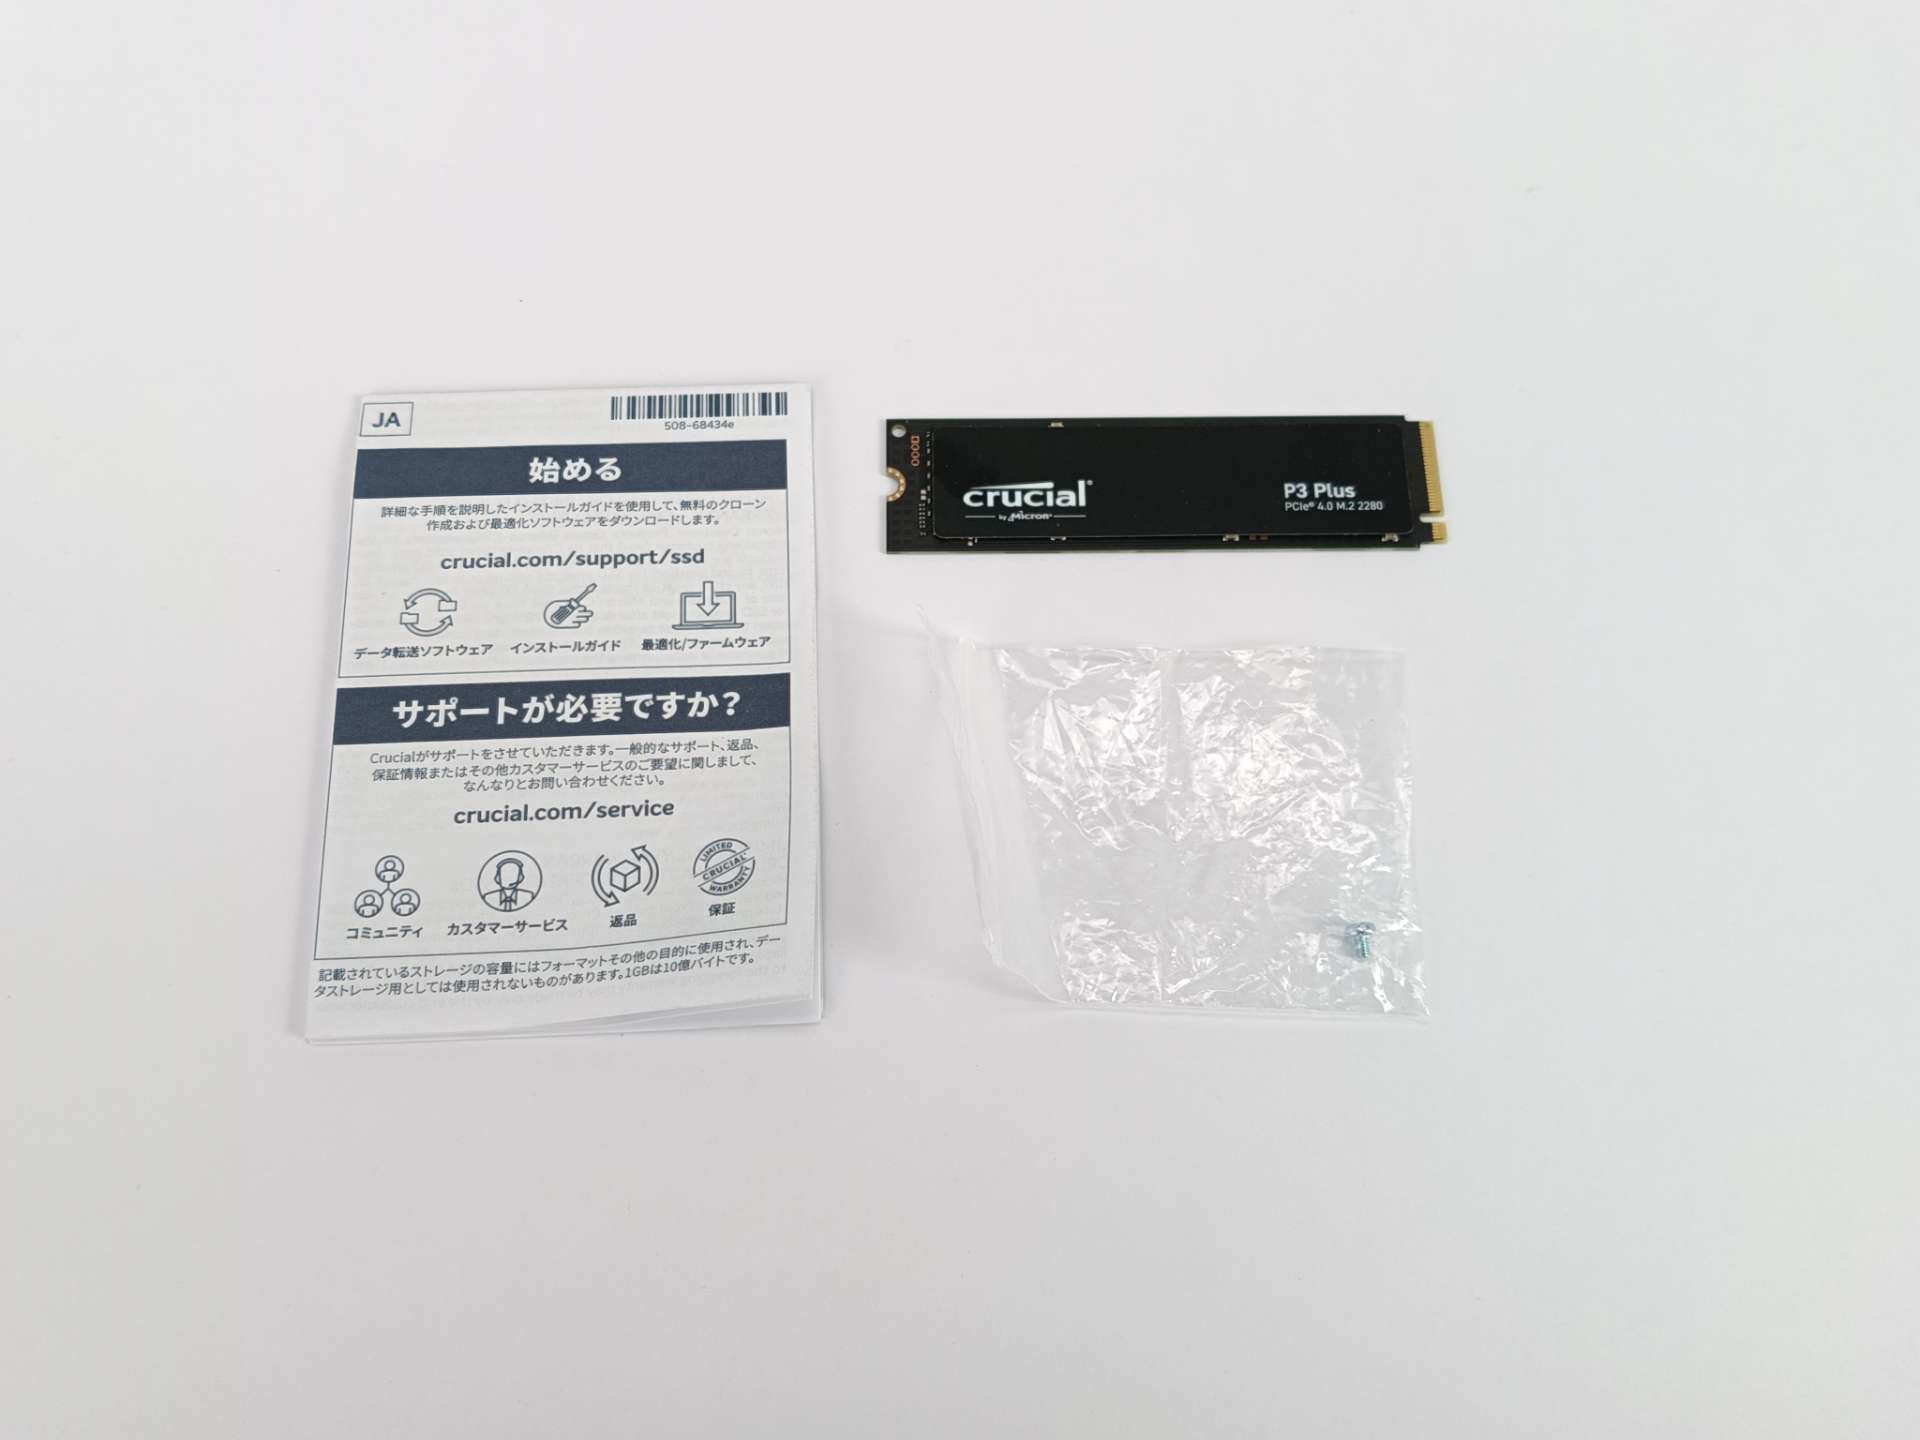 JA
508-68434e
始める
詳細な手順を説明したインストールガイドを使用して、無料のクローン
作成および最適化ソフトウェアをダウンロードします。
crucial.com/support/ssd
データ転送ソフトウェア
インストールガイド
最適化/ファームウェア
サポートが必要ですか?
Crucialがサポートをさせていただきます。一般的なサポート、返品、
保証情報またはその他カスタマーサービスのご要望に関しまして、
なんなりとお問い合わせください。
crucial.com/service
LIMITED
CRUCIAL
WARRANTY
コミュニティ
カスタマーサービス
返品
保証
記載されているストレージの容量にはフォーマットその他の目的に使用され、デー
タストレージ用としては使用されないものがあります。1GBは10億バイトです。
crucial®
by Micron®
P3 Plus
PCIe® 4.0 M.2 2280